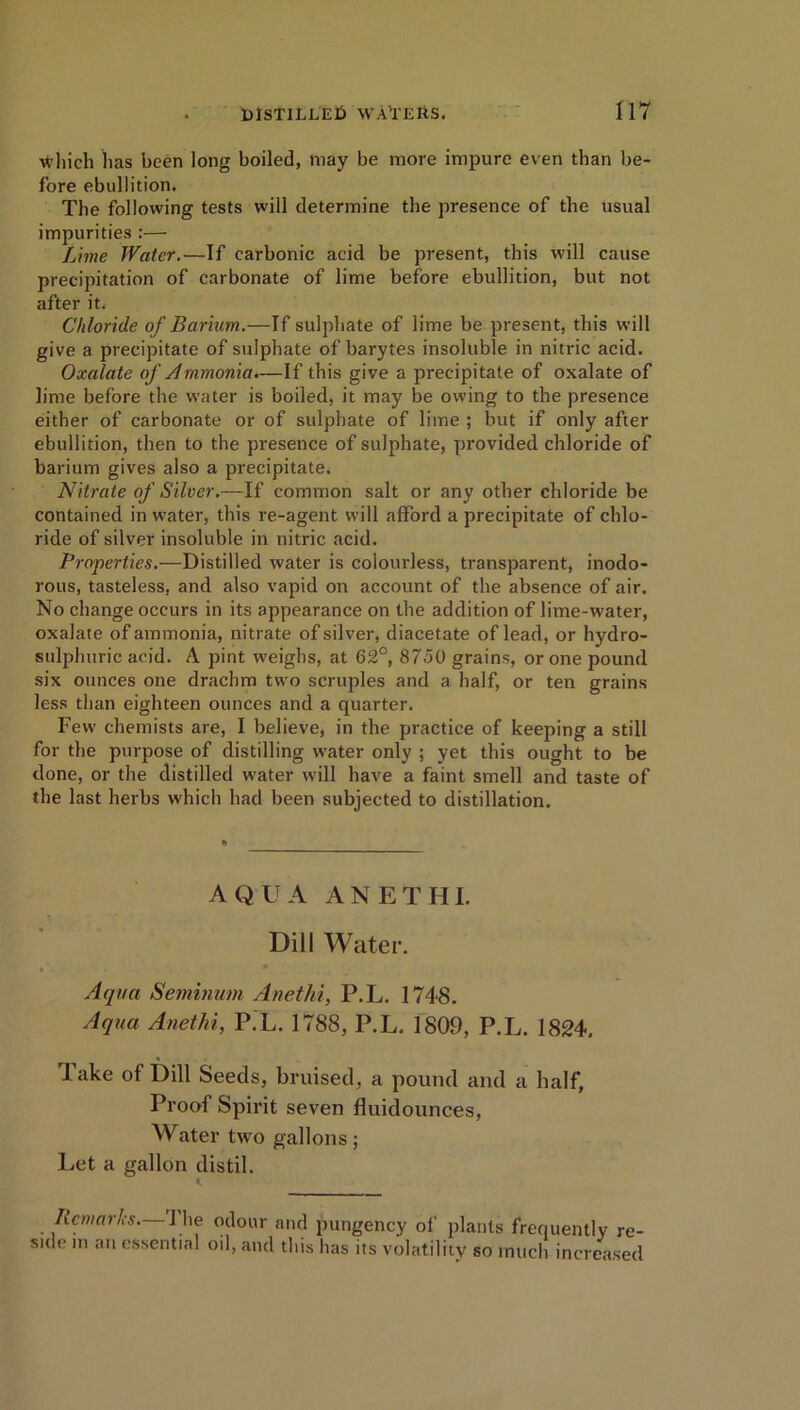 DISTILLED WATERS. 117
which has been long boiled, may be more impure even than be-
fore ebullition.
The following tests will determine the presence of the usual
impurities :—
Lime Water.—If carbonic acid be present, this will cause
precipitation of carbonate of lime before ebullition, but not
after it.
Chloride of Barium.—If sulphate of lime be present, this will
give a precipitate of sulphate of barytes insoluble in nitric acid.
Oxalate of Ammonia.—If this give a precipitate of oxalate of
lime before the water is boiled, it may be owing to the presence
either of carbonate or of sulphate of lime ; but if only after
ebullition, then to the presence of sulphate, provided chloride of
barium gives also a precipitate.
Nitrate of Silver.—If common salt or any other chloride be
contained in water, this re-agent will afford a precipitate of chlo-
ride of silver insoluble in nitric acid.
Properties.—Distilled water is colourless, transparent, inodo-
rous, tasteless, and also vapid on account of the absence of air.
No change occurs in its appearance on the addition of lime-water,
oxalate of ammonia, nitrate of silver, diacetate of lead, or hydro-
sulphuric acid. A pint weighs, at 62°, 8750 grains, or one pound
six ounces one drachm two scruples and a half, or ten grains
less than eighteen ounces and a quarter.
Few chemists are, I believe, in the practice of keeping a still
for the purpose of distilling water only ; yet this ought to be
done, or the distilled water will have a faint smell and taste of
the last herbs which had been subjected to distillation.
AQUA ANETHI.
Dill Water.
Aqua Seminum Anethi, P.L. 1748.
Aqua Anethi, P.L. 1788, P.L. 1809, P.L. 1824.
Take of Dill Seeds, bruised, a pound and a half,
Proof Spirit seven fluidounces,
Water two gallons ;
Let a gallon distil.
Remarks.—The odour and pungency of plants frequently re-
side in an essential oil, and this has its volatility so much increased